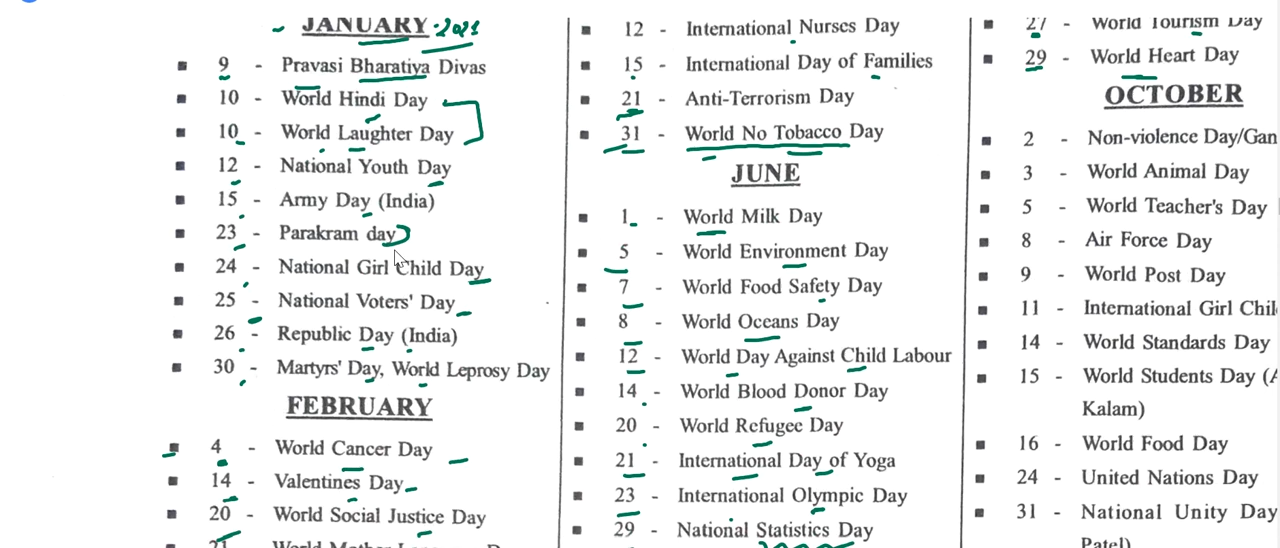 JANUARY 2021
■ 9 - Pravasi Bharatiya Divas
■ 10 - World Hindi Day
■ 10 - World Laughter Day
■ 12 - National Youth Day
■ 15 - Army Day (India)
■ 23 - Parakram day
■ 24 - National Girl Child Day
■ 25 - National Voters' Day
■ 26 - Republic Day (India)
■ 30 - Martyrs' Day, World Leprosy Day
FEBRUARY
■ 4 - World Cancer Day
■ 14 - Valentines Day
■ 20 - World Social Justice Day
■ 21 - World Mother
■ 12 - International Nurses Day
■ 15 - International Day of Families
■ 21 - Anti-Terrorism Day
■ 31 - World No Tobacco Day
JUNE
■ 1 - World Milk Day
■ 5 - World Environment Day
■ 7 - World Food Safety Day
■ 8 - World Oceans Day
■ 12 - World Day Against Child Labour
■ 14 - World Blood Donor Day
■ 20 - World Refugee Day
■ 21 - International Day of Yoga
■ 23 - International Olympic Day
■ 29 - National Statistics Day
■ 27 - World Tourism Day
■ 29 - World Heart Day
OCTOBER
■ 2 - Non-violence Day/Gan
■ 3 - World Animal Day
■ 5 - World Teacher's Day
■ 8 - Air Force Day
■ 9 - World Post Day
■ 11 - International Girl Chil
■ 14 - World Standards Day
■ 15 - World Students Day (A
Kalam)
■ 16 - World Food Day
■ 24 - United Nations Day
■ 31 - National Unity Day
Patel)